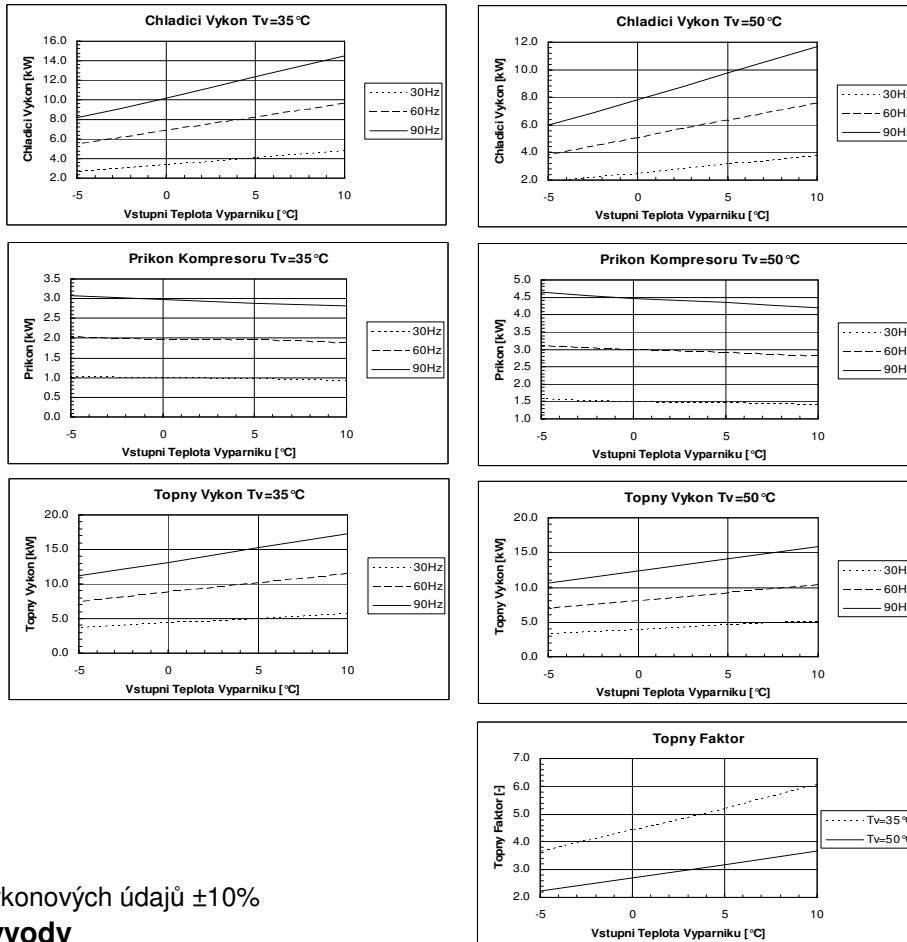 Chladici Vykon Tv=35°C
16.0
14.0
12.0
10.0
8.0
6.0
4.0
2.0
Chladici Vykon [kW]
-5 0 5 10
Vstupni Teplota Vyparniku [°C]
30Hz
60Hz
90Hz
Chladici Vykon Tv=50°C
12.0
10.0
8.0
6.0
4.0
2.0
Chladici Vykon [kW]
-5 0 5 10
Vstupni Teplota Vyparniku [°C]
30Hz
60Hz
90Hz
Prikon Kompresoru Tv=35°C
3.5
3.0
2.5
2.0
1.5
1.0
0.5
0.0
Prikon [kW]
-5 0 5 10
Vstupni Teplota Vyparniku [°C]
30Hz
60Hz
90Hz
Prikon Kompresoru Tv=50°C
5.0
4.5
4.0
3.5
3.0
2.5
2.0
1.5
1.0
Prikon [kW]
-5 0 5 10
Vstupni Teplota Vyparniku [°C]
30H
60H
90H
Topny Vykon Tv=35°C
20.0
15.0
10.0
5.0
0.0
Topny Vykon [kW]
-5 0 5 10
Vstupni Teplota Vyparniku [°C]
30Hz
60Hz
90Hz
Topny Vykon Tv=50°C
20.0
15.0
10.0
5.0
0.0
Topny Vykon [kW]
-5 0 5 10
Vstupni Teplota Vyparniku [°C]
30H
60H
90H
Topny Faktor
7.0
6.0
5.0
4.0
3.0
2.0
Topny Faktor [-]
-5 0 5 10
Vstupni Teplota Vyparniku [°C]
Tv=35°
Tv=50°
konových údajů ±10%
vody